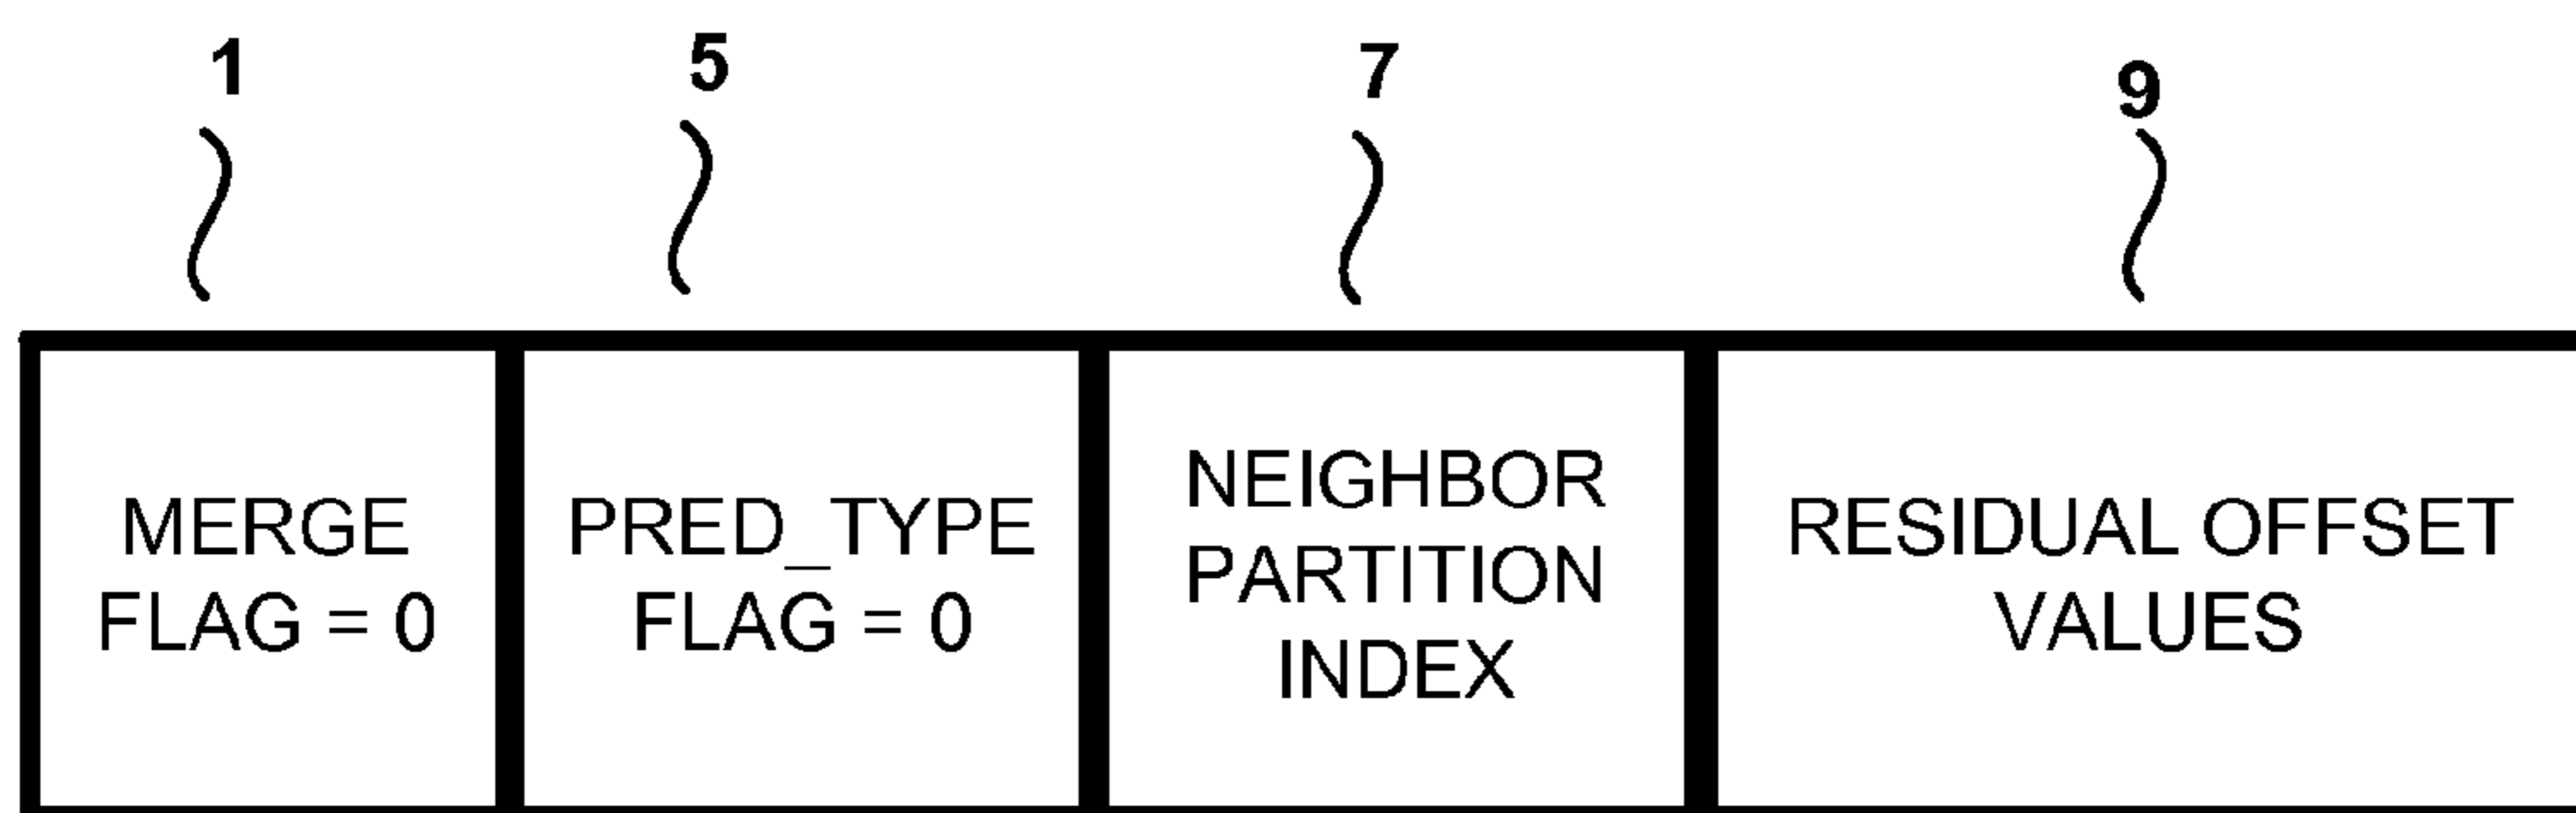 1
5
7
9
MERGE
FLAG = 0
PRED_TYPE
FLAG = 0
NEIGHBOR
PARTITION
INDEX
RESIDUAL OFFSET
VALUES